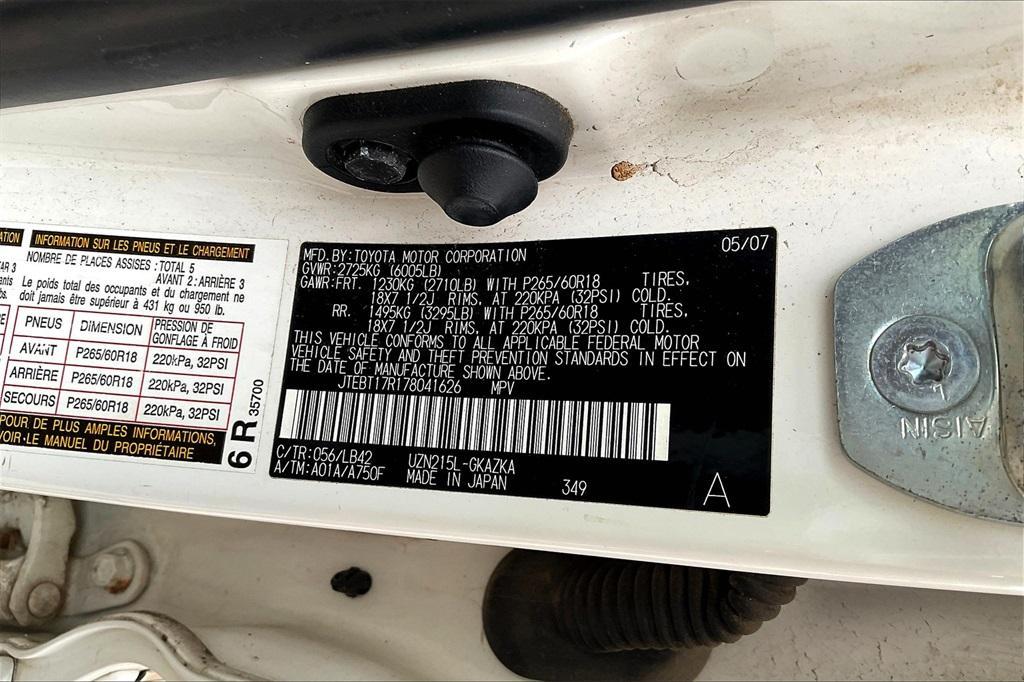 TION
INFORMATION SUR LES PNEUS ET LE CHARGEMENT
NOMBRE DE PLACES ASSISES : TOTAL 5
AVANT 2 : ARRIÈRE 3
Le poids total des occupants et du chargement ne
doit jamais être supérieur à 431 kg ou 950 lb.
PNEUS DIMENSION PRESSION DE GONFLAGE À FROID
AVANT P265/60R18 220kPa, 32PSI
ARRIÈRE P265/60R18 220kPa, 32PSI
SECOURS P265/60R18 220kPa, 32PSI
POUR DE PLUS AMPLES INFORMATIONS,
VOIR LE MANUEL DU PROPRIÉTAIRE
6 R 35700
MFD. BY: TOYOTA MOTOR CORPORATION 05/07
GVWR: 2725KG (6005LB)
GAWR: FRT. 1230KG (2710LB) WITH P265/60R18 TIRES,
18X7 1/2J RIMS, AT 220KPA (32PSI) COLD.
RR. 1495KG (3295LB) WITH P265/60R18 TIRES,
18X7 1/2J RIMS, AT 220KPA (32PSI) COLD.
THIS VEHICLE CONFORMS TO ALL APPLICABLE FEDERAL MOTOR
VEHICLE SAFETY AND THEFT PREVENTION STANDARDS IN EFFECT ON
THE DATE OF MANUFACTURE SHOWN ABOVE.
JTEBT17R178041626 MPV
C/TR: 056/LB42 UZN215L-GKAZKA
A/TM: A01A/A750F MADE IN JAPAN 349 A
AISIN